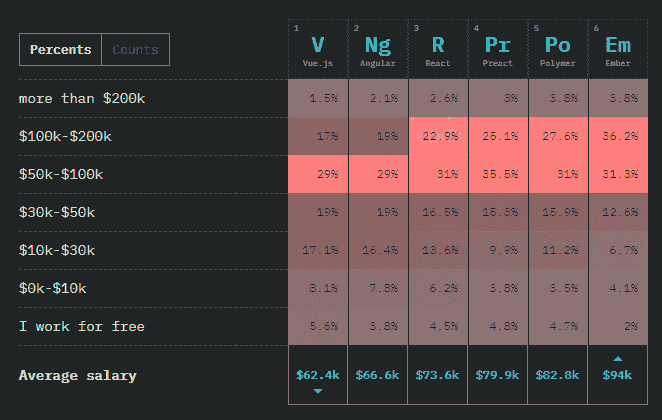 Percents Counts
1 2 3 4 5 6
V Ng R Pr Po Em
Vue.js Angular React Preact Polymer Ember
more than $200k 1.5% 2.1% 2.6% 3% 3.8% 3.8%
$100k-$200k 17% 19% 22.9% 25.1% 27.6% 36.2%
$50k-$100k 29% 29% 31% 35.5% 31% 31.3%
$30k-$50k 19% 19% 16.5% 15.3% 15.9% 12.6%
$10k-$30k 17.1% 16.4% 13.6% 9.9% 11.2% 6.7%
$0k-$10k 8.1% 7.8% 6.2% 3.8% 3.5% 4.1%
I work for free 5.6% 3.8% 4.5% 4.8% 4.7% 2%
Average salary $62.4k $66.6k $73.6k $79.9k $82.8k $94k